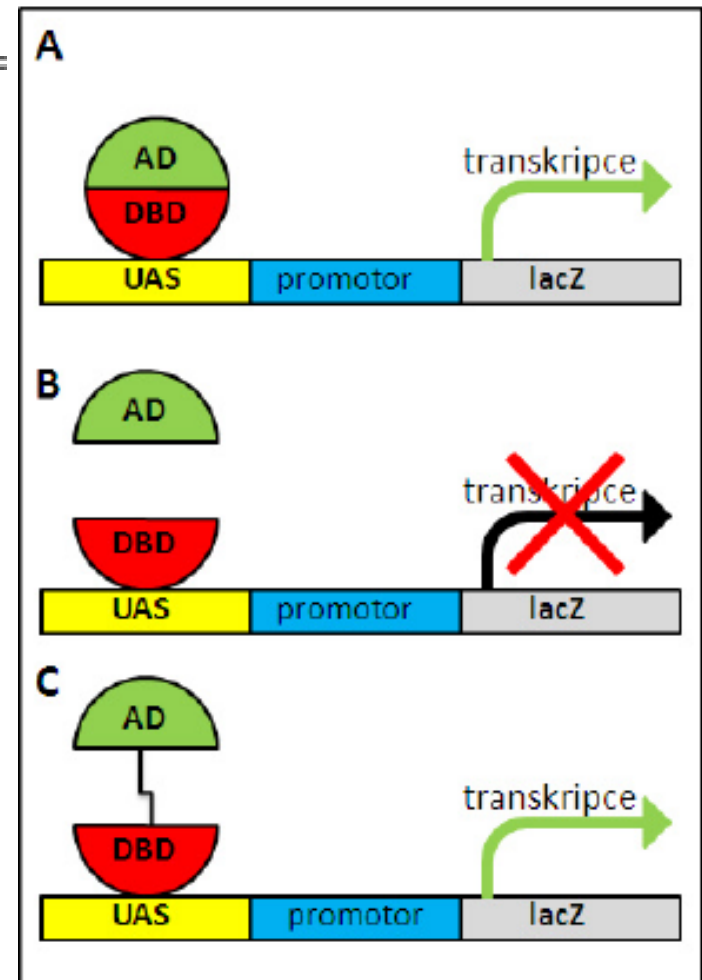 A
AD
transkripce
DBD
UAS promotor lacZ
B
AD
transkripce
DBD
UAS promotor lacZ
C
AD
transkripce
DBD
UAS promotor lacZ